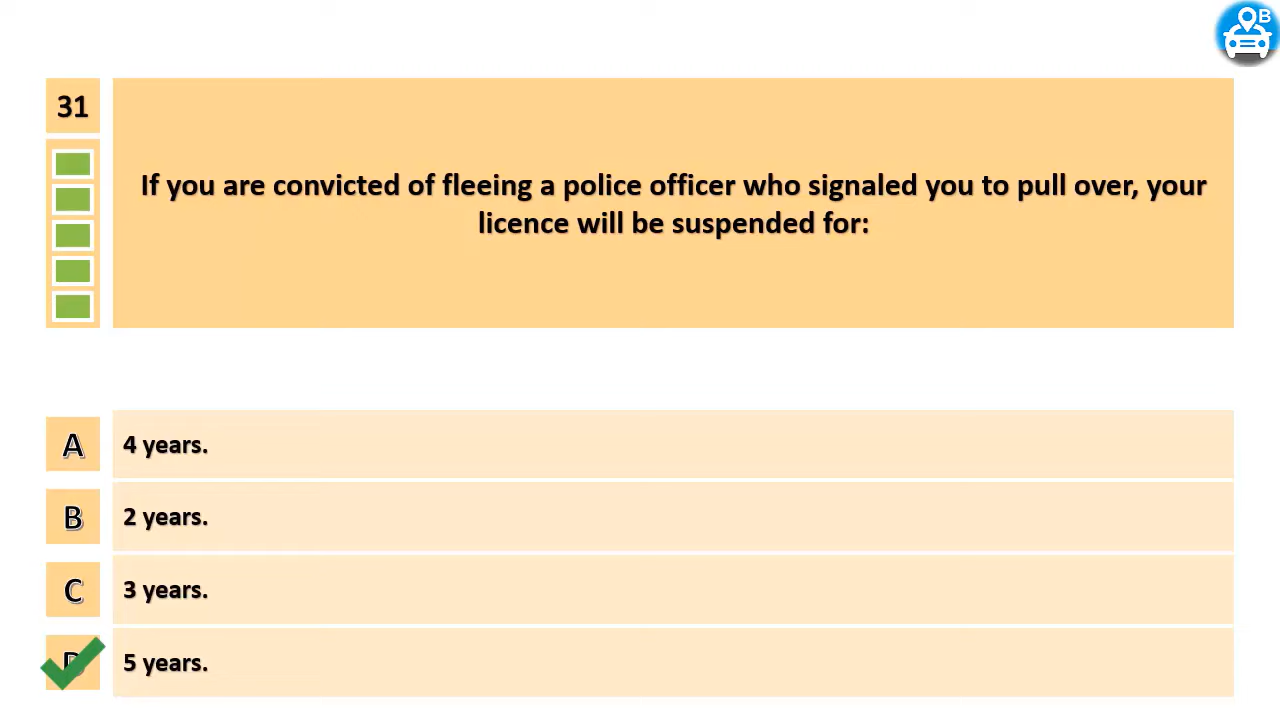 B
31
If you are convicted of fleeing a police officer who signaled you to pull over, your
licence will be suspended for:
A
4 years.
B
2 years.
C
3 years.
D
5 years.